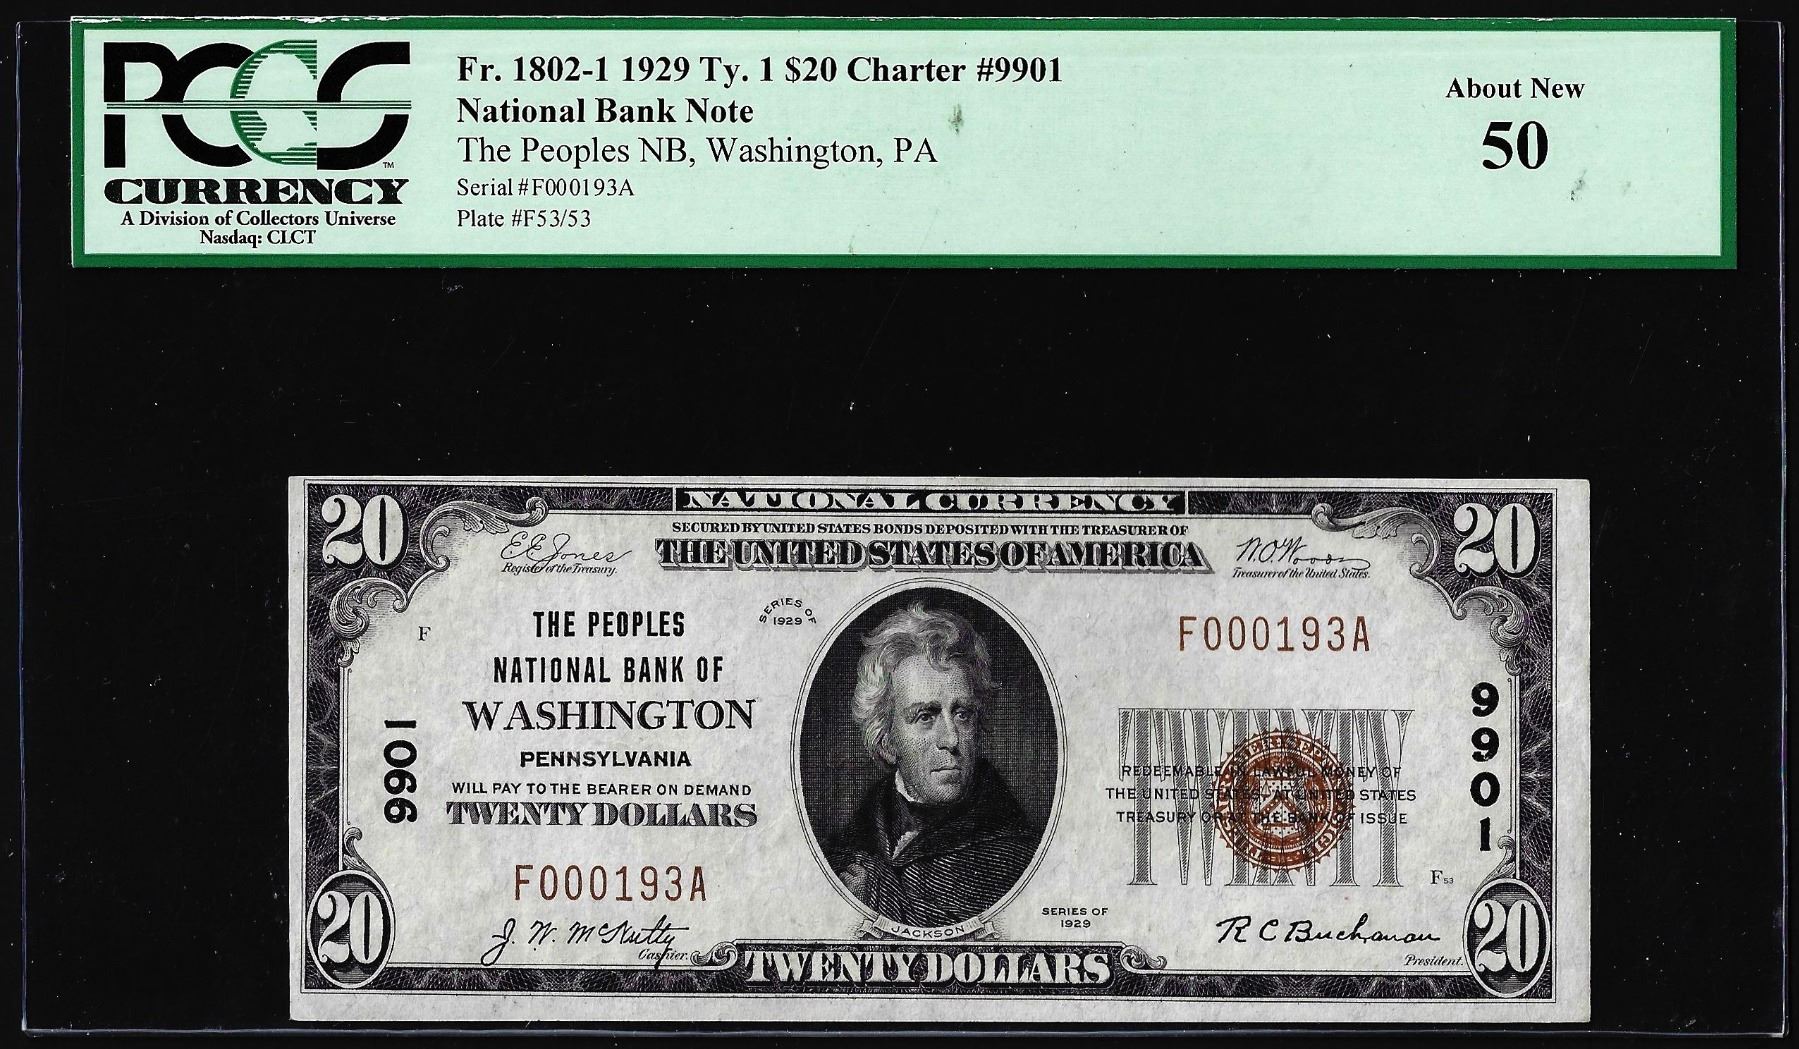 PCGS
™
CURRENCY
A Division of Collectors Universe
Nasdaq: CLCT
Fr. 1802-1 1929 Ty. 1 $20 Charter #9901
National Bank Note
The Peoples NB, Washington, PA
Serial #F000193A
Plate #F53/53
About New
50
20
NATIONAL CURRENCY
20
SECURED BY UNITED STATES BONDS DEPOSITED WITH THE TREASURER OF
THE UNITED STATES OF AMERICA
E.E. Jones
Register of the Treasury.
W.O. Woods
Treasurer of the United States.
F
THE PEOPLES
NATIONAL BANK OF
WASHINGTON
PENNSYLVANIA
WILL PAY TO THE BEARER ON DEMAND
TWENTY DOLLARS
SERIES OF
1929
F000193A
9901
9901
TWENTY
REDEEMABLE IN LAWFUL MONEY OF
THE UNITED STATES AT UNITED STATES
TREASURY OR AT THE BANK OF ISSUE
F53
F000193A
J. W. McNutty
Cashier.
JACKSON
SERIES OF
1929
R C Buchanan
President.
20
TWENTY DOLLARS
20